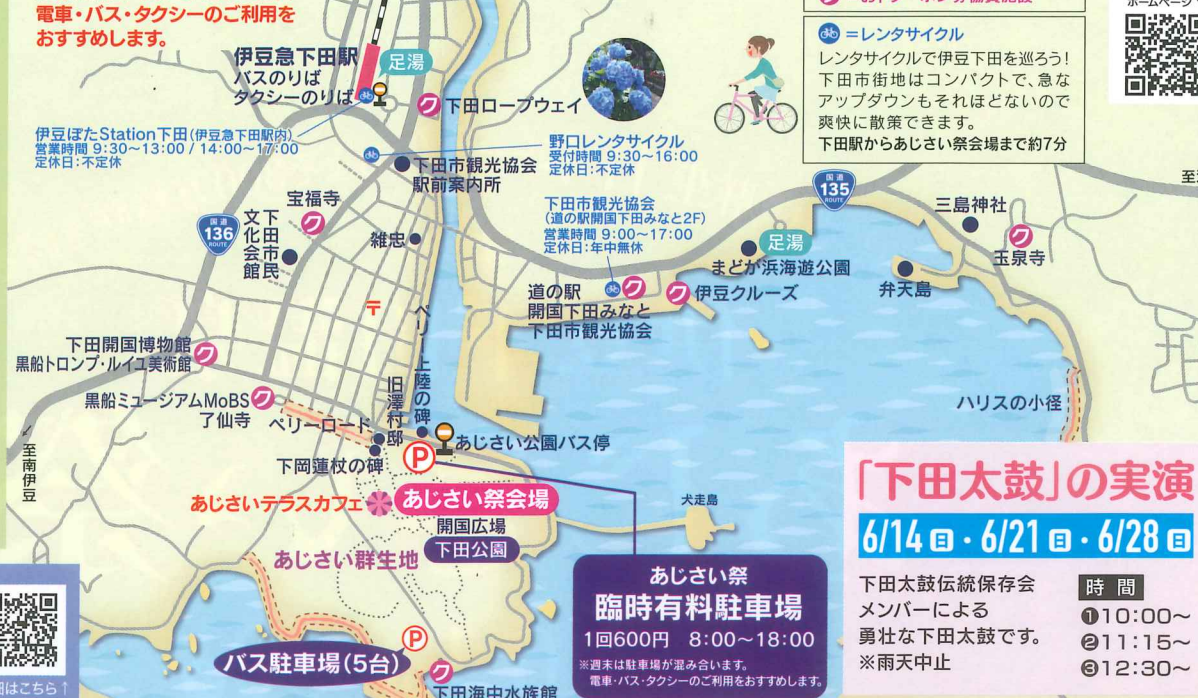 電車・バス・タクシーのご利用を
おすすめします。
伊豆急下田駅
バスのりば
タクシーのりば
足湯
ク 下田ロープウェイ
伊豆ぽたStation下田(伊豆急下田駅内)
営業時間 9:30〜13:00 / 14:00〜17:00
定休日:不定休
野口レンタサイクル
受付時間 9:30〜16:00
定休日:不定休
下田市観光協会
駅前案内所
=レンタサイクル
レンタサイクルで伊豆下田を巡ろう!
下田市街地はコンパクトで、急な
アップダウンもそれほどないので
爽快に散策できます。
下田駅からあじさい祭会場まで約7分
ホームページ
国道
135
ROUTE
国道
136
ROUTE
宝福寺
ク
下田市民
文化会館
雑忠
下田市観光協会
(道の駅開国下田みなと2F)
営業時間 9:00〜17:00
定休日:年中無休
足湯
まどが浜海遊公園
三島神社
ク
玉泉寺
弁天島
道の駅 ク
開国下田みなと
下田市観光協会
ク 伊豆クルーズ
〒
ペリー上陸の碑
下田開国博物館
黒船トロンプ・ルイユ美術館
ク
黒船ミュージアムMoBS
了仙寺
ク
ペリーロード
旧澤村邸
下岡蓮杖の碑
あじさい公園バス停
P
ハリスの小径
至南伊豆
あじさいテラスカフェ
あじさい祭会場
開国広場
下田公園
あじさい群生地
犬走島
あじさい祭
臨時有料駐車場
1回600円 8:00〜18:00
※週末は駐車場が混み合います。
電車・バス・タクシーのご利用をおすすめします。
P
バス駐車場(5台)
ク
下田海中水族館
はこちら↑
「下田太鼓」の実演
6/14日・6/21日・6/28日
下田太鼓伝統保存会
メンバーによる
勇壮な下田太鼓です。
※雨天中止
時間
❶10:00〜
❷11:15〜
❸12:30〜